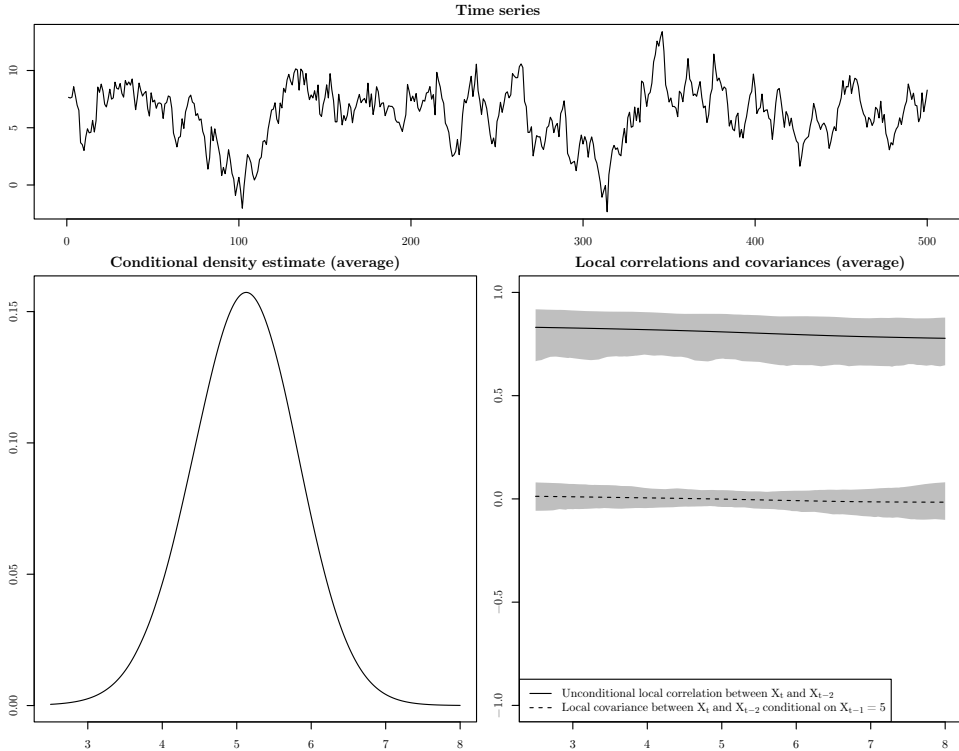 Time series
10
5
0
0 100 200 300 400 500
Conditional density estimate (average)
0.15
0.10
0.05
0.00
3 4 5 6 7 8
Local correlations and covariances (average)
1.0
0.5
0.0
−0.5
−1.0
Unconditional local correlation between Xt and Xt−2
Local covariance between Xt and Xt−2 conditional on Xt−1 = 5
3 4 5 6 7 8